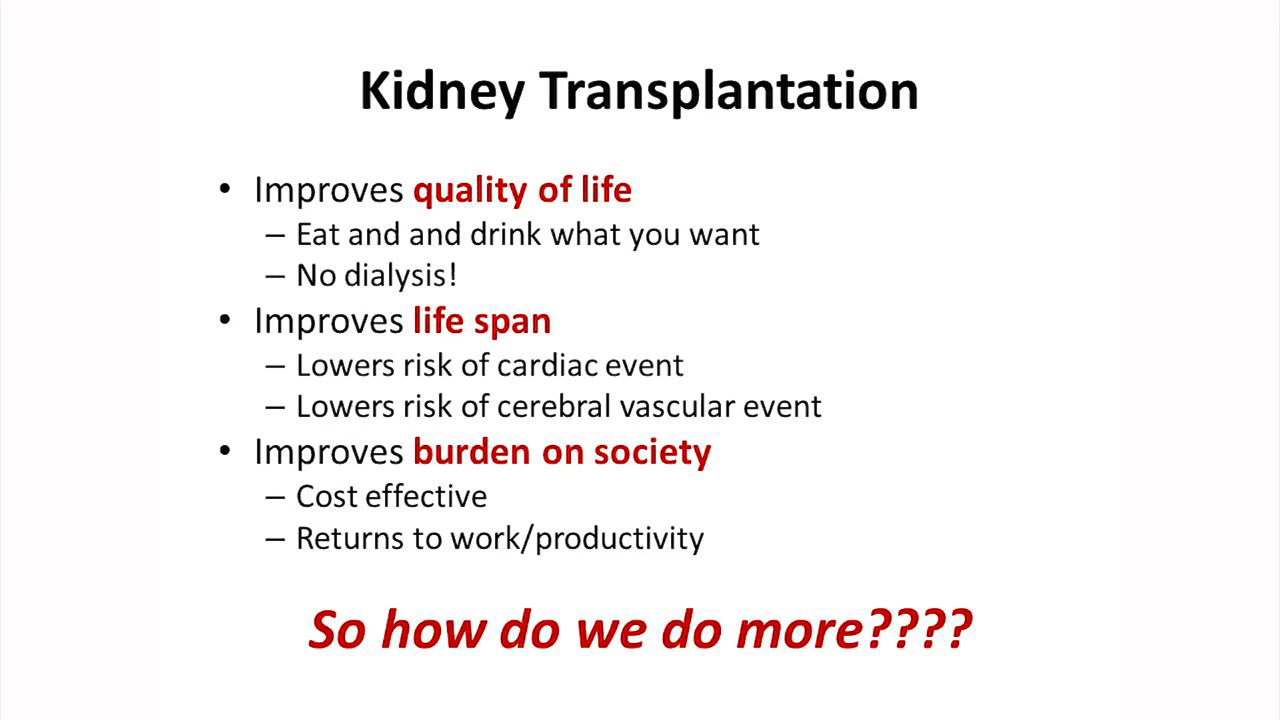 Kidney Transplantation
• Improves quality of life
– Eat and and drink what you want
– No dialysis!
• Improves life span
– Lowers risk of cardiac event
– Lowers risk of cerebral vascular event
• Improves burden on society
– Cost effective
– Returns to work/productivity
So how do we do more????